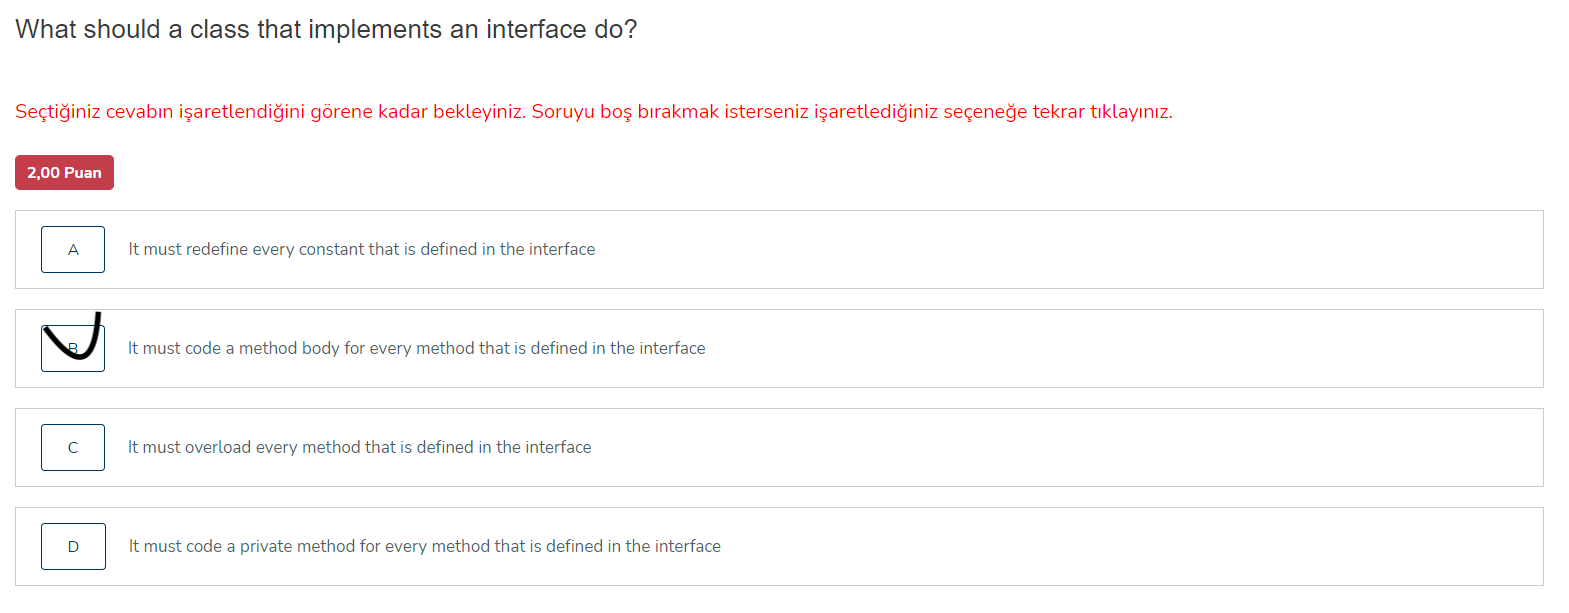 What should a class that implements an interface do?
Seçtiğiniz cevabın işaretlendiğini görene kadar bekleyiniz. Soruyu boş bırakmak isterseniz işaretlediğiniz seçeneğe tekrar tıklayınız.
2,00 Puan
A It must redefine every constant that is defined in the interface
B It must code a method body for every method that is defined in the interface
C It must overload every method that is defined in the interface
D It must code a private method for every method that is defined in the interface